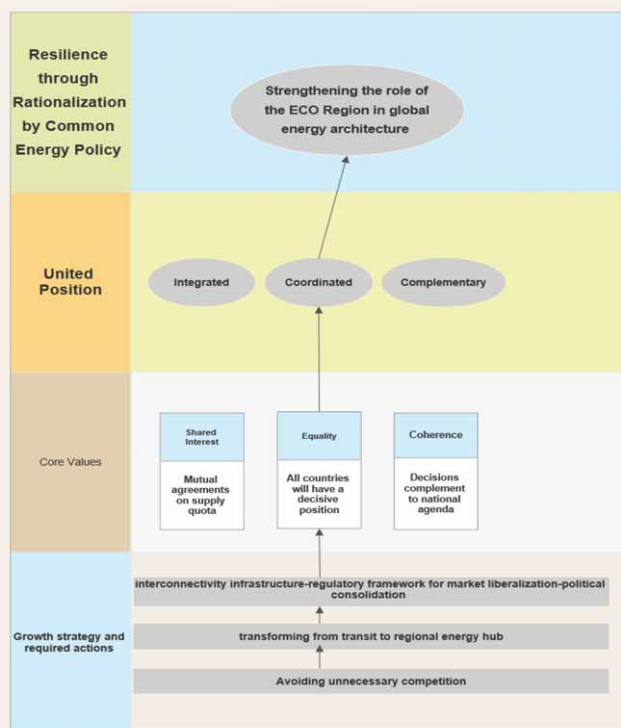 Resilience
through
Rationalization
by Common
Energy Policy
Strengthening the role of
the ECO Region in global
energy architecture
United
Position
Integrated
Coordinated
Complementary
Core Values
Shared
Interest
Mutual
agreements
on supply
quota
Equality
All countries
will have a
decisive
position
Coherence
Decisions
complement
to national
agenda
Growth strategy and
required actions
interconnectivity infrastructure-regulatory framework for market liberalization-political
consolidation
transforming from transit to regional energy hub
Avoiding unnecessary competition